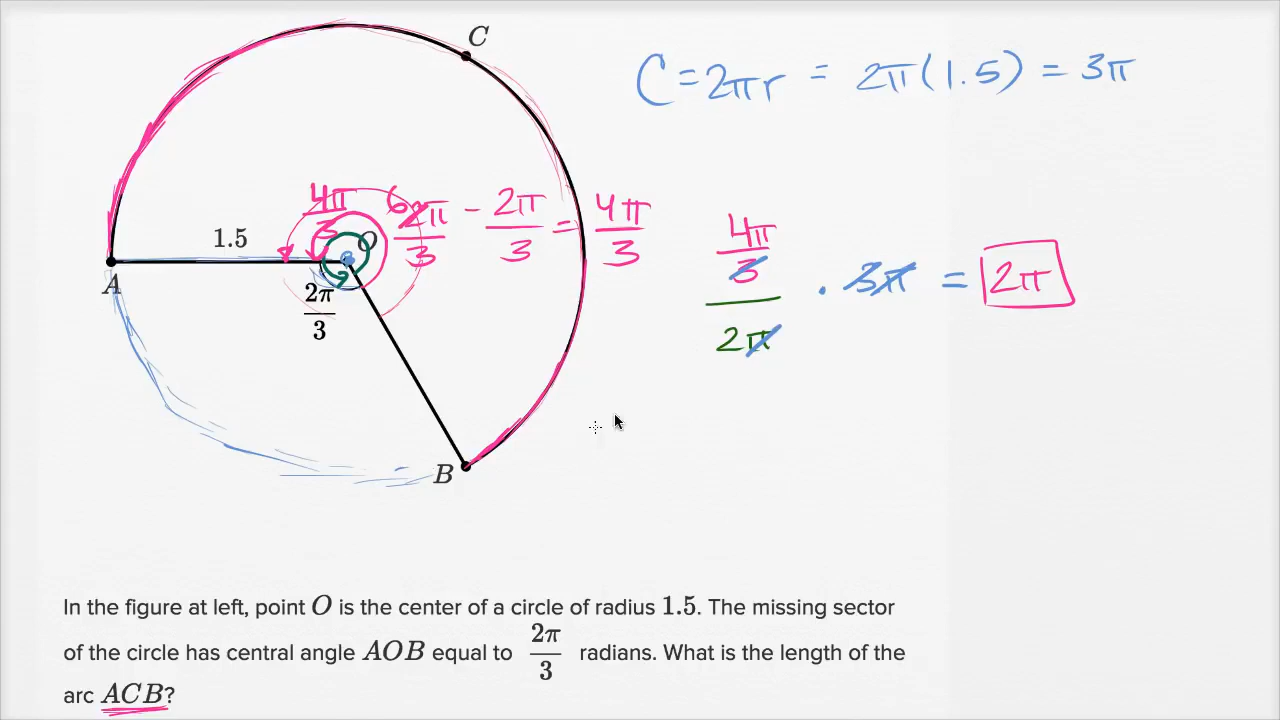 C
C = 2πr = 2π(1.5) = 3π
4π/3 6π/3 − 2π/3 = 4π/3
1.5 O
A
2π/3
4π/3 / 2π · 3π = 2π
B
In the figure at left, point O is the center of a circle of radius 1.5. The missing sector
of the circle has central angle AOB equal to 2π/3 radians. What is the length of the
arc ACB?